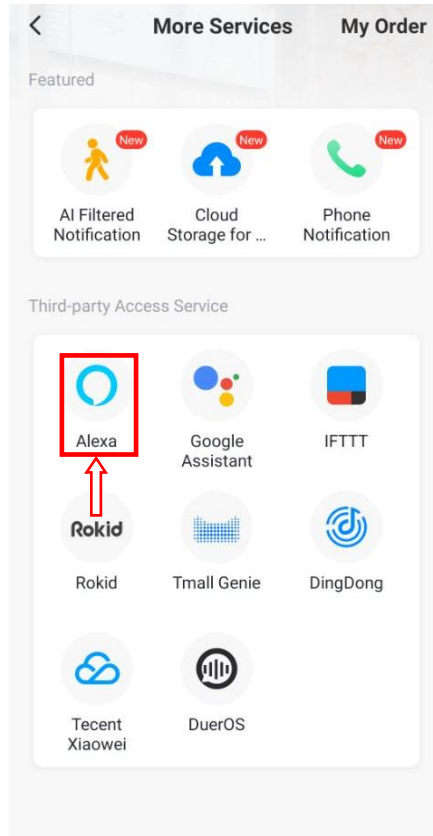 More Services My Order
Featured
New New New
AI Filtered Notification
Cloud Storage for ...
Phone Notification
Third-party Access Service
Alexa
Google Assistant
IFTTT
Rokid
Rokid
Tmall Genie
DingDong
Tecent Xiaowei
DuerOS